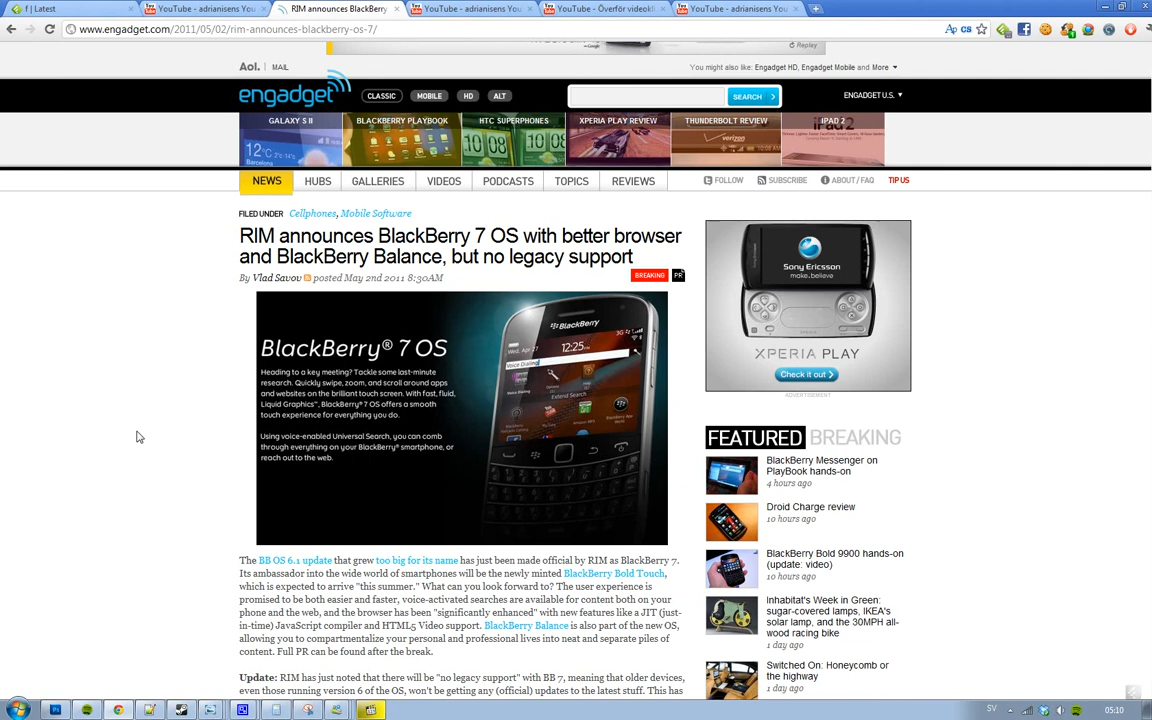 f | Latest
YouTube - adrianisens You
RIM announces BlackBerry
YouTube - adrianisens You
YouTube - Överför videokli
YouTube - adrianisens You
www.engadget.com/2011/05/02/rim-announces-blackberry-os-7/
Replay
Aol. | MAIL
You might also like: Engadget HD, Engadget Mobile and More
engadget
CLASSIC MOBILE HD ALT
SEARCH
ENGADGET U.S.
GALAXY S II BLACKBERRY PLAYBOOK HTC SUPERPHONES XPERIA PLAY REVIEW THUNDERBOLT REVIEW IPAD 2
NEWS HUBS GALLERIES VIDEOS PODCASTS TOPICS REVIEWS
FOLLOW SUBSCRIBE ABOUT / FAQ TIP US
FILED UNDER Cellphones, Mobile Software
RIM announces BlackBerry 7 OS with better browser
and BlackBerry Balance, but no legacy support
By Vlad Savov posted May 2nd 2011 8:30AM
BREAKING PR
BlackBerry® 7 OS
Heading to a key meeting? Tackle some last-minute
research. Quickly swipe, zoom, and scroll around apps
and websites on the brilliant touch screen. With fast, fluid,
Liquid Graphics™, BlackBerry® 7 OS offers a smooth
touch experience for everything you do.
Using voice-enabled Universal Search, you can comb
through everything on your BlackBerry® smartphone, or
reach out to the web.
BlackBerry
3G
Wed, Apr 27
12:25PM
Voice Dialing
Extend Search
Sony Ericsson
make.believe
XPERIA PLAY
Check it out
ADVERTISEMENT
The BB OS 6.1 update that grew too big for its name has just been made official by RIM as BlackBerry 7.
Its ambassador into the wide world of smartphones will be the newly minted BlackBerry Bold Touch,
which is expected to arrive "this summer." What can you look forward to? The user experience is
promised to be both easier and faster, voice-activated searches are available for content both on your
phone and the web, and the browser has been "significantly enhanced" with new features like a JIT (just-
in-time) JavaScript compiler and HTML5 Video support. BlackBerry Balance is also part of the new OS,
allowing you to compartmentalize your personal and professional lives into neat and separate piles of
content. Full PR can be found after the break.
Update: RIM has just noted that there will be "no legacy support" with BB 7, meaning that older devices,
even those running version 6 of the OS, won't be getting any (official) updates to the latest stuff. This has
FEATURED BREAKING
BlackBerry Messenger on
PlayBook hands-on
4 hours ago
Droid Charge review
10 hours ago
BlackBerry Bold 9900 hands-on
(update: video)
10 hours ago
Inhabitat's Week in Green:
sugar-covered lamps, IKEA's
solar lamp, and the 30MPH all-
wood racing bike
1 day ago
Switched On: Honeycomb or
the highway
1 day ago
SV
05:10